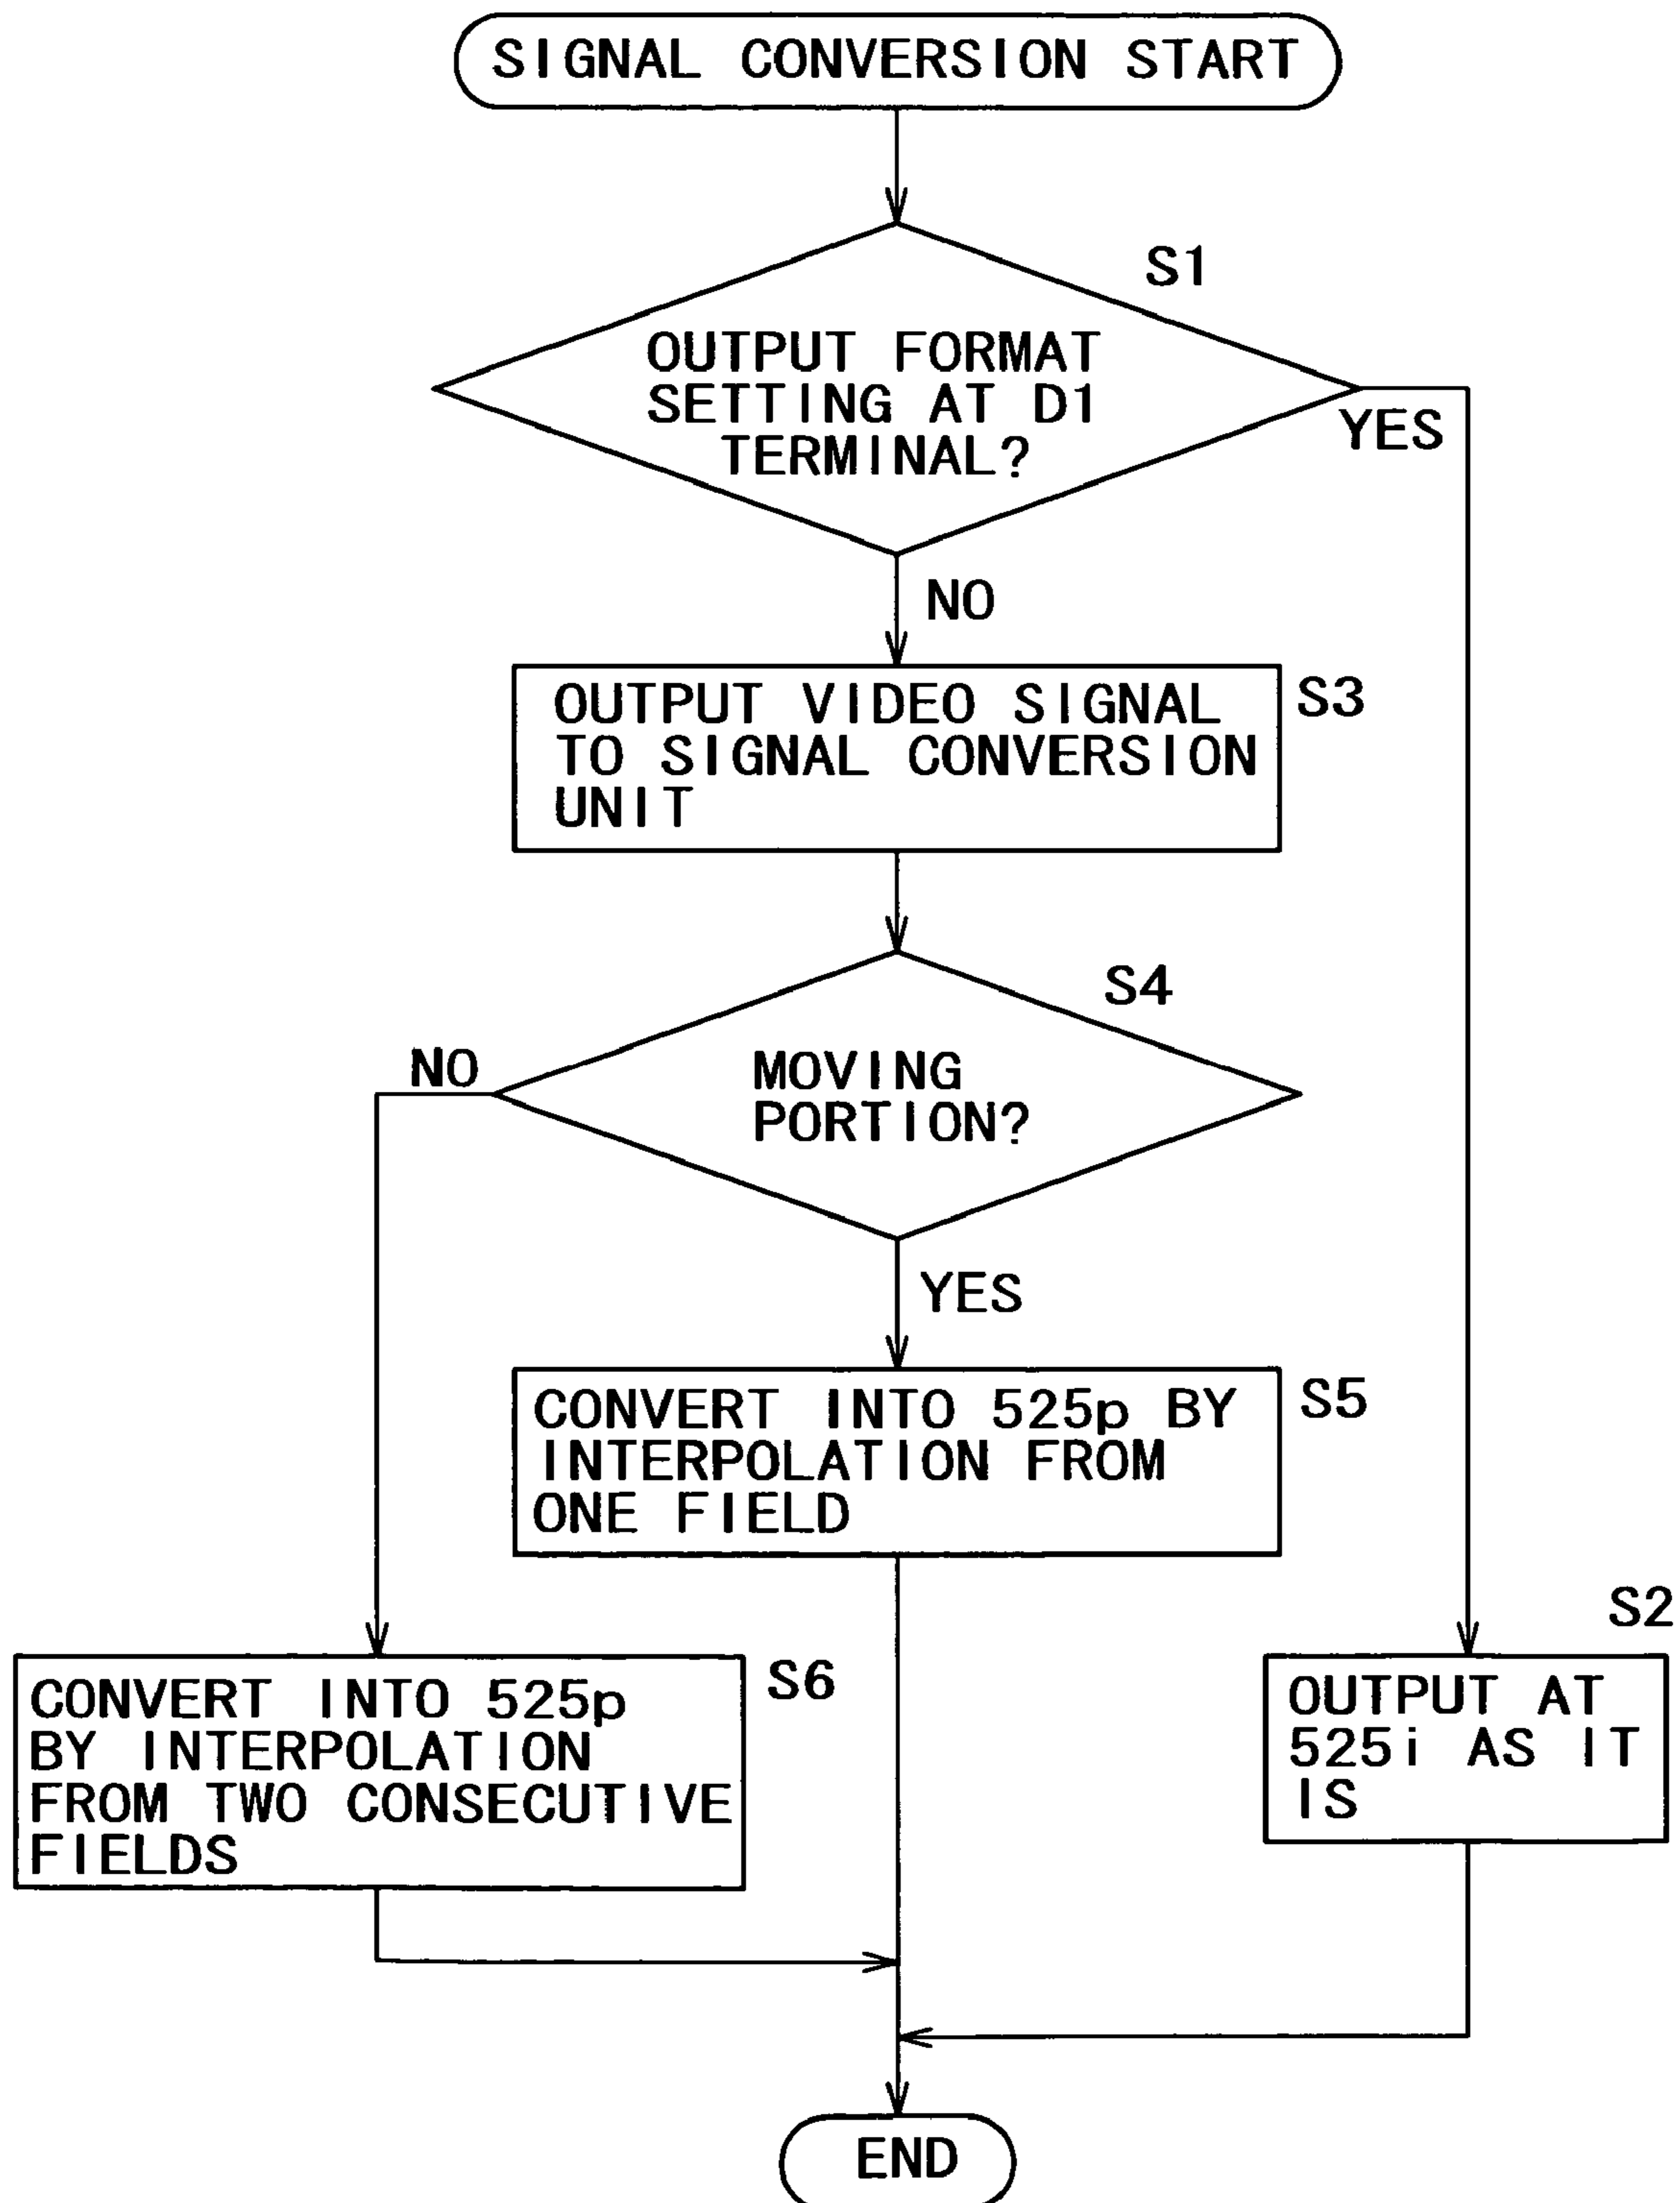 SIGNAL CONVERSION START
S1
OUTPUT FORMAT
SETTING AT D1
TERMINAL?
YES
NO
OUTPUT VIDEO SIGNAL
TO SIGNAL CONVERSION
UNIT
S3
S4
NO
MOVING
PORTION?
YES
CONVERT INTO 525p BY
INTERPOLATION FROM
ONE FIELD
S5
S2
CONVERT INTO 525p
BY INTERPOLATION
FROM TWO CONSECUTIVE
FIELDS
S6
OUTPUT AT
525i AS IT
IS
END